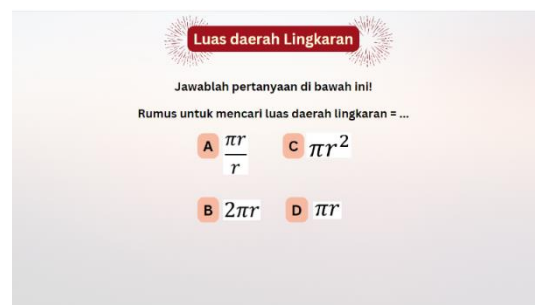 Luas daerah Lingkaran
Jawablah pertanyaan di bawah ini!
Rumus untuk mencari luas daerah lingkaran = ...
A πr/r C πr²
B 2πr D πr